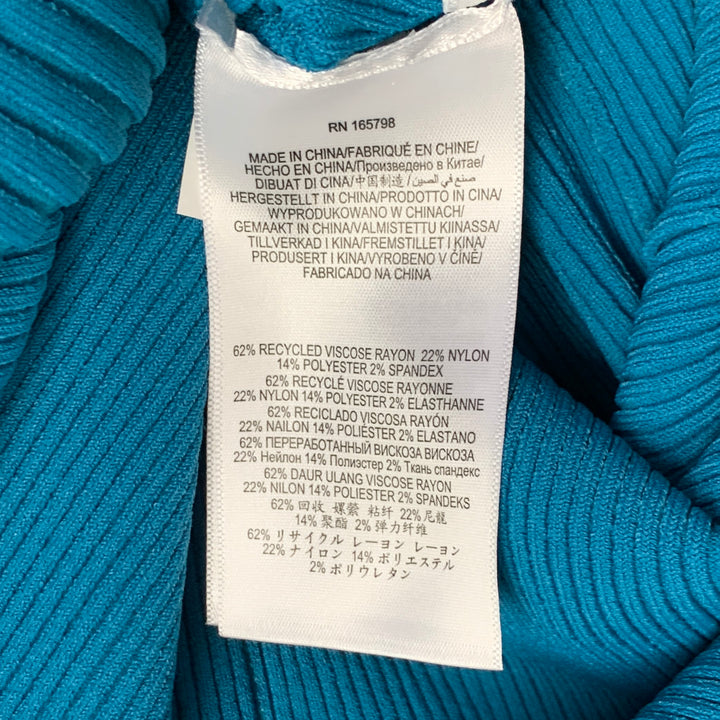 RN 165798
MADE IN CHINA/FABRIQUÉ EN CHINE/
HECHO EN CHINA/Произведено в Китае/
DIBUAT DI CINA/中国制造/صنع في الصين/
HERGESTELLT IN CHINA/PRODOTTO IN CINA/
WYPRODUKOWANO W CHINACH/
GEMAAKT IN CHINA/VALMISTETTU KIINASSA/
TILLVERKAD I KINA/FREMSTILLET I KINA/
PRODUSERT I KINA/VYROBENO V ČÍNĚ/
FABRICADO NA CHINA
62% RECYCLED VISCOSE RAYON 22% NYLON
14% POLYESTER 2% SPANDEX
62% RECYCLÉ VISCOSE RAYONNE
22% NYLON 14% POLYESTER 2% ELASTHANNE
62% RECICLADO VISCOSA RAYÓN
22% NAILON 14% POLIÉSTER 2% ELASTANO
62% ПЕРЕРАБОТАННЫЙ ВИСКОЗА ВИСКОЗА
22% Нейлон 14% Полиэстер 2% Ткань спандекс
62% DAUR ULANG VISCOSE RAYON
22% NILON 14% POLIESTER 2% SPANDEKS
62% 回收 嫘縈 粘纤 22% 尼龍
14% 聚酯 2% 弹力纤维
62% リサイクル レーヨン レーヨン
22% ナイロン 14% ポリエステル
2% ポリウレタン